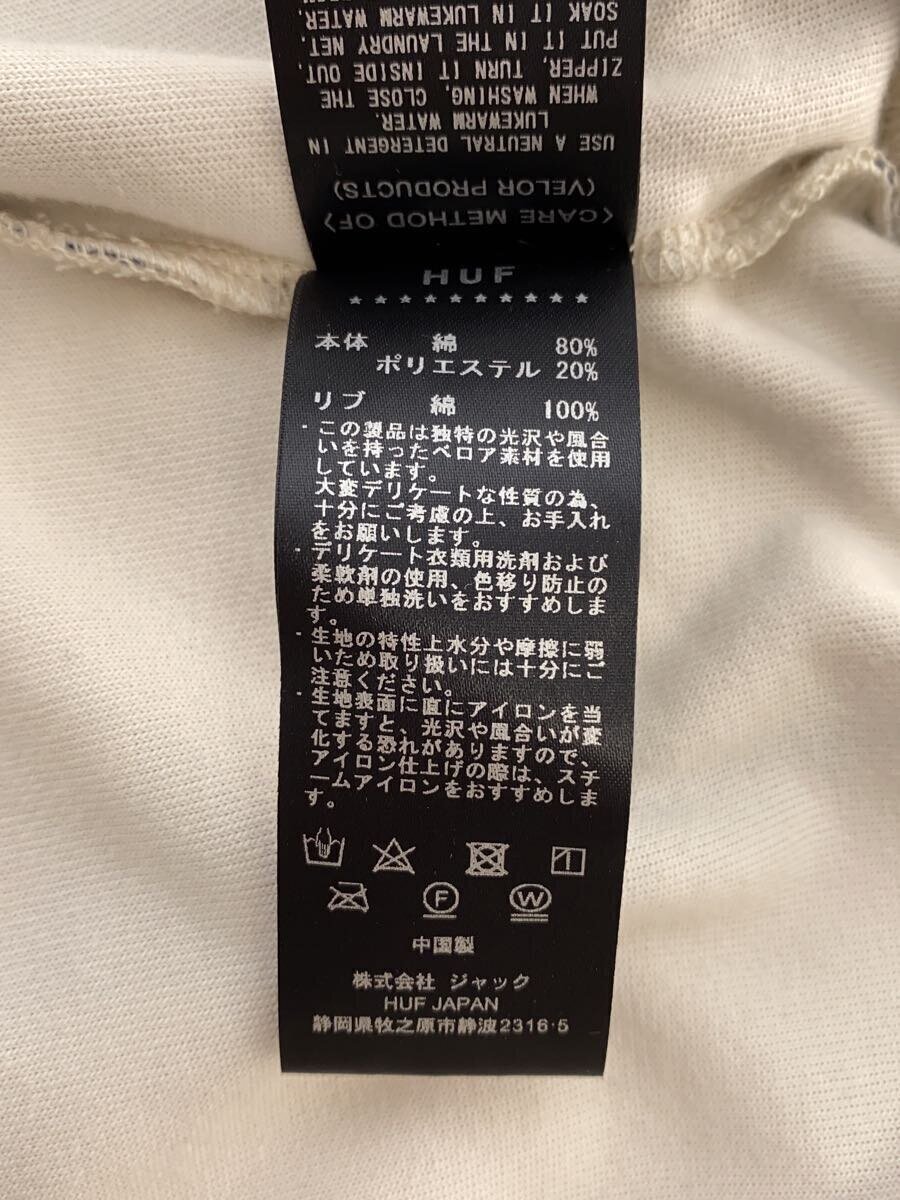 〈CARE METHOD OF〉
(VELOR PRODUCTS)
USE A NEUTRAL DETERGENT IN
LUKEWARM WATER.
WHEN WASHING, CLOSE THE
ZIPPER, TURN IT INSIDE OUT,
PUT IT IN THE LAUNDRY NET,
SOAK IT IN LUKEWARM WATER.
HUF
★★★★★★★★★★
本体 綿 80%
ポリエステル 20%
リブ 綿 100%
・この製品は独特の光沢や風合
いを持ったベロア素材を使用
しています。
大変デリケートな性質の為、
十分にご考慮の上、お手入れ
をお願いします。
・デリケート衣類用洗剤および
柔軟剤の使用、色移り防止の
ため単独洗いをおすすめしま
す。
・生地の特性上水分や摩擦に弱
いため取り扱いには十分にご
注意ください。
・生地表面に直にアイロンを当
てますと、光沢や風合いが変
化する恐れがありますので、
アイロン仕上げの際は、スチ
ームアイロンをおすすめしま
す。
F W
中国製
株式会社 ジャック
HUF JAPAN
静岡県牧之原市静波2316-5